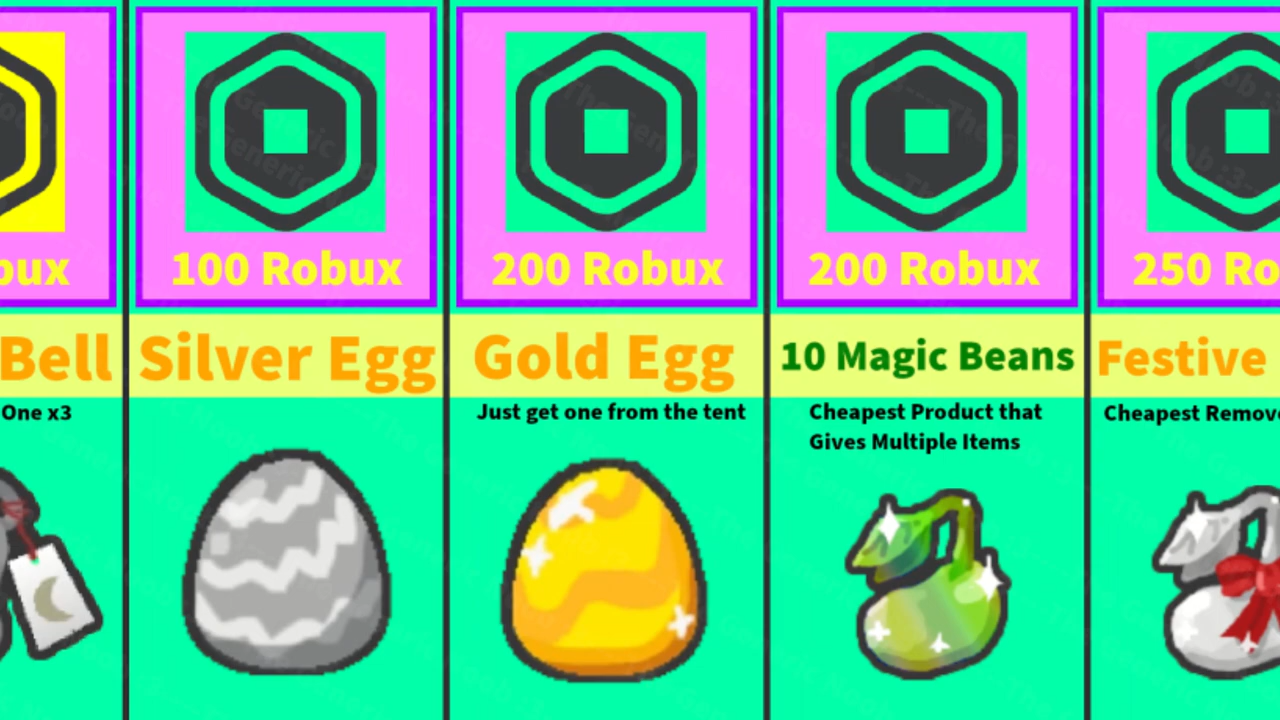 bux
100 Robux
200 Robux
200 Robux
250 Ro
Bell
Silver Egg
Gold Egg
10 Magic Beans
Festive
One x3
Just get one from the tent
Cheapest Product that
Gives Multiple Items
Cheapest Remov